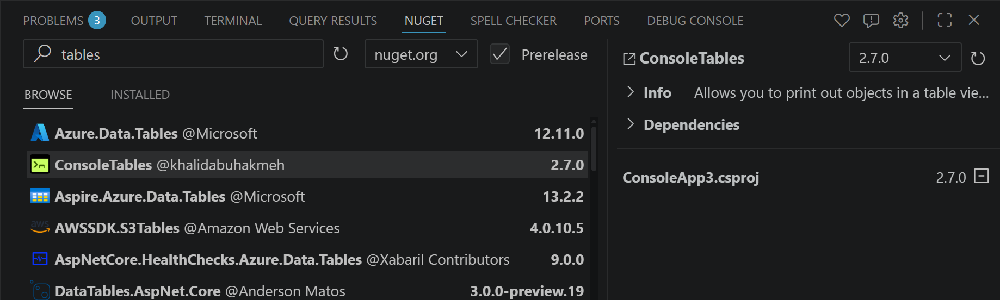 PROBLEMS 3 OUTPUT TERMINAL QUERY RESULTS NUGET SPELL CHECKER PORTS DEBUG CONSOLE
tables nuget.org Prerelease
BROWSE INSTALLED
Azure.Data.Tables @Microsoft 12.11.0
ConsoleTables @khalidabuhakmeh 2.7.0
Aspire.Azure.Data.Tables @Microsoft 13.2.2
aws AWSSDK.S3Tables @Amazon Web Services 4.0.10.5
AspNetCore.HealthChecks.Azure.Data.Tables @Xabaril Contributors 9.0.0
DataTables.AspNet.Core @Anderson Matos 3.0.0-preview.19
ConsoleTables 2.7.0
Info Allows you to print out objects in a table vie...
Dependencies
ConsoleApp3.csproj 2.7.0